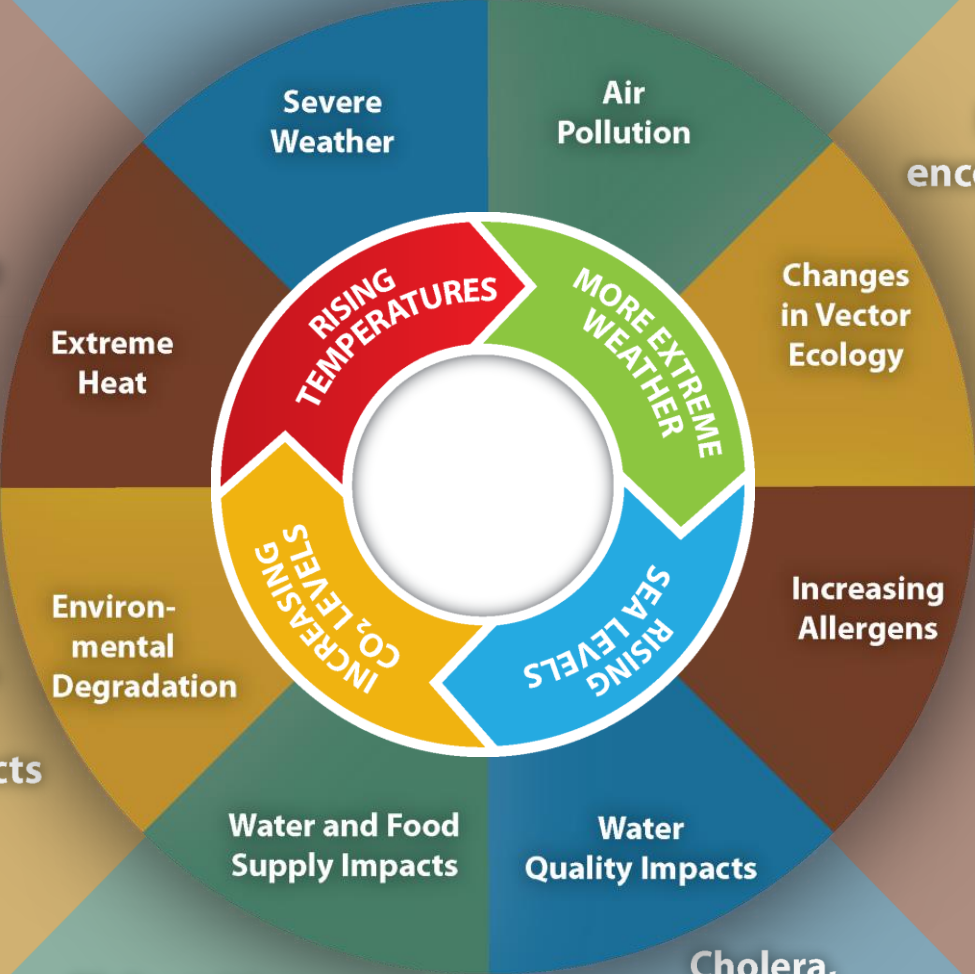 Severe
Weather
Air
Pollution
Changes
in Vector
Ecology
Increasing
Allergens
Water
Quality Impacts
Water and Food
Supply Impacts
Environ-
mental
Degradation
Extreme
Heat
RISING
TEMPERATURES
MORE EXTREME
WEATHER
RISING
SEA LEVELS
INCREASING
CO₂ LEVELS
Cholera,